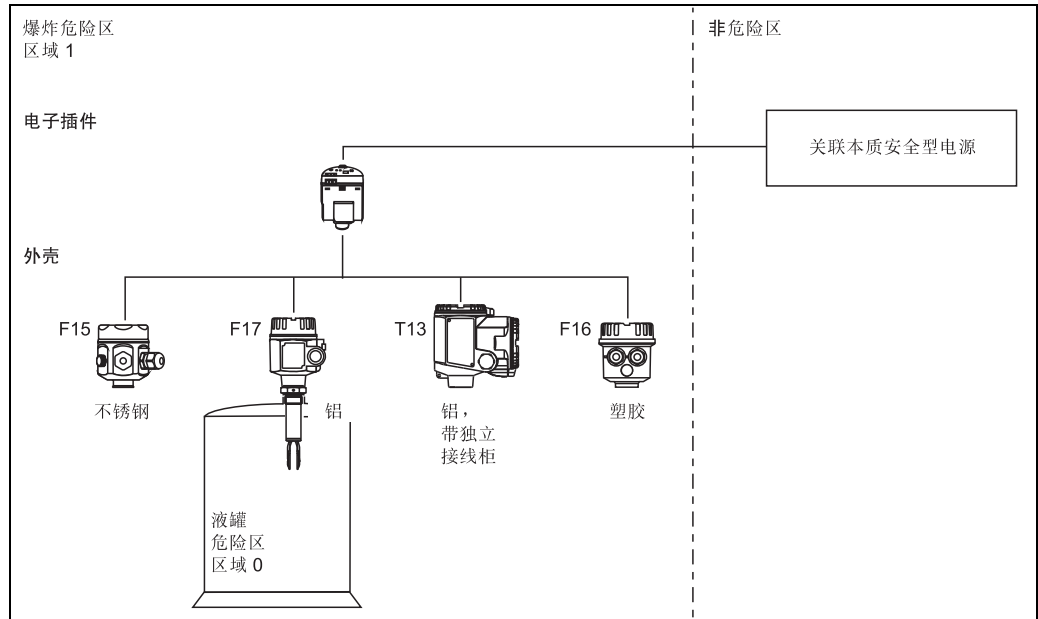 爆炸危险区
区域 1
非危险区
电子插件
关联本质安全型电源
外壳
F15
F17
T13
F16
不锈钢
铝
铝，
带独立
接线柜
塑胶
液罐
危险区
区域 0